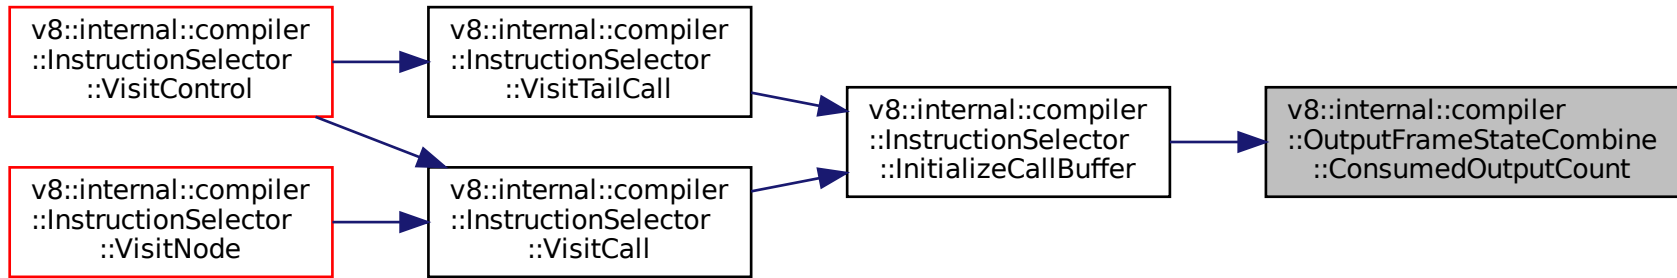 v8::internal::compiler
::InstructionSelector
::VisitControl
v8::internal::compiler
::InstructionSelector
::VisitTailCall
v8::internal::compiler
::InstructionSelector
::InitializeCallBuffer
v8::internal::compiler
::OutputFrameStateCombine
::ConsumedOutputCount
v8::internal::compiler
::InstructionSelector
::VisitNode
v8::internal::compiler
::InstructionSelector
::VisitCall